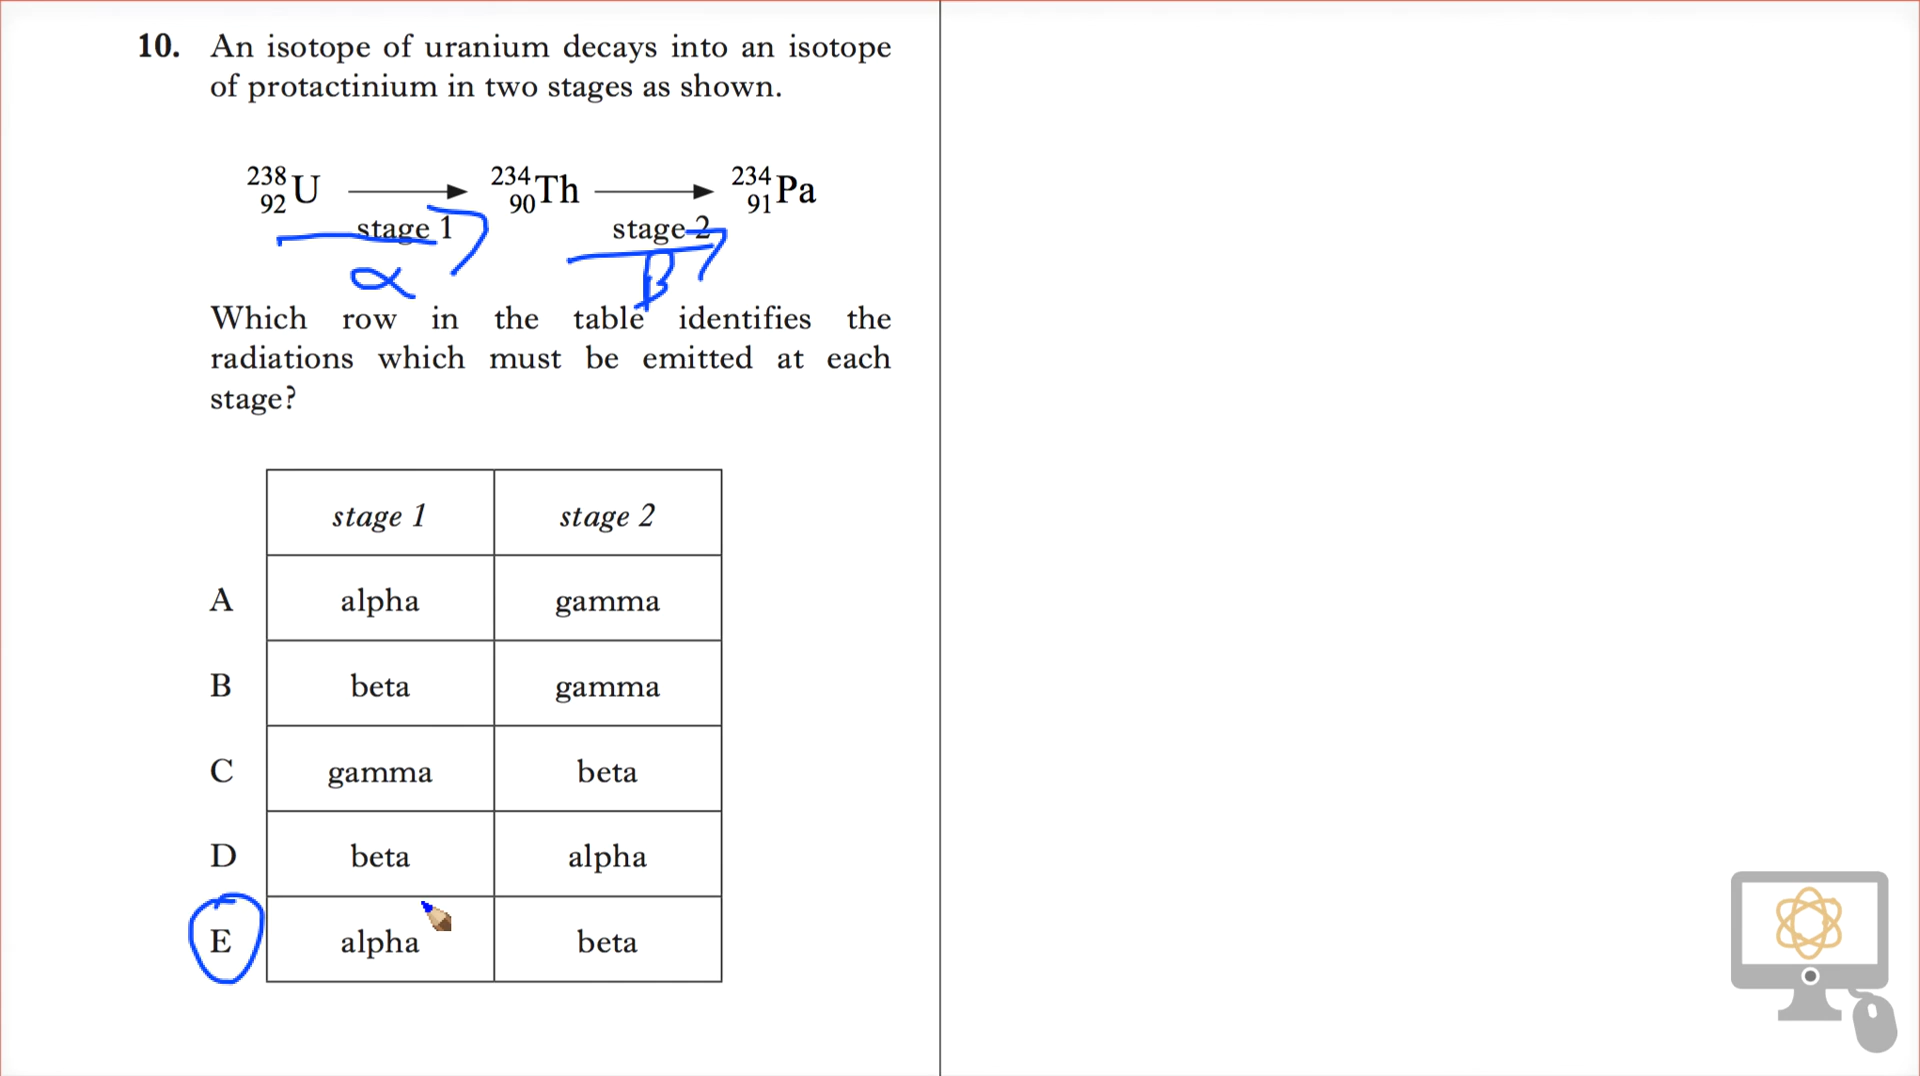 10. An isotope of uranium decays into an isotope
of protactinium in two stages as shown.
238 92 U → 234 90 Th → 234 91 Pa
stage 1 stage 2
α β
Which row in the table identifies the
radiations which must be emitted at each
stage?
stage 1 stage 2
A alpha gamma
B beta gamma
C gamma beta
D beta alpha
E alpha beta